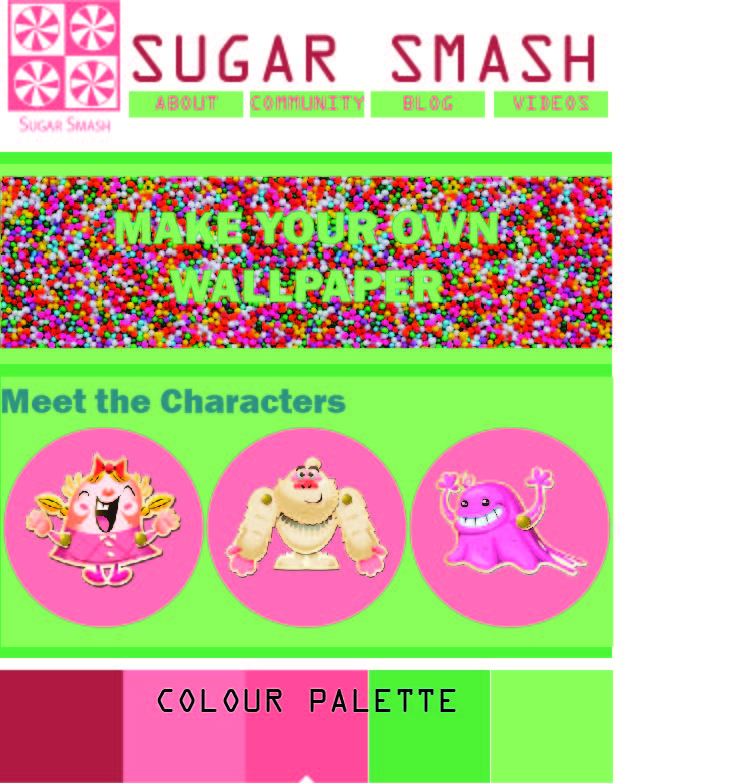 SUGAR SMASH
ABOUT COMMUNITY BLOG VIDEOS
SUGAR SMASH
MAKE YOUR OWN
WALLPAPER
Meet the Characters
COLOUR PALETTE